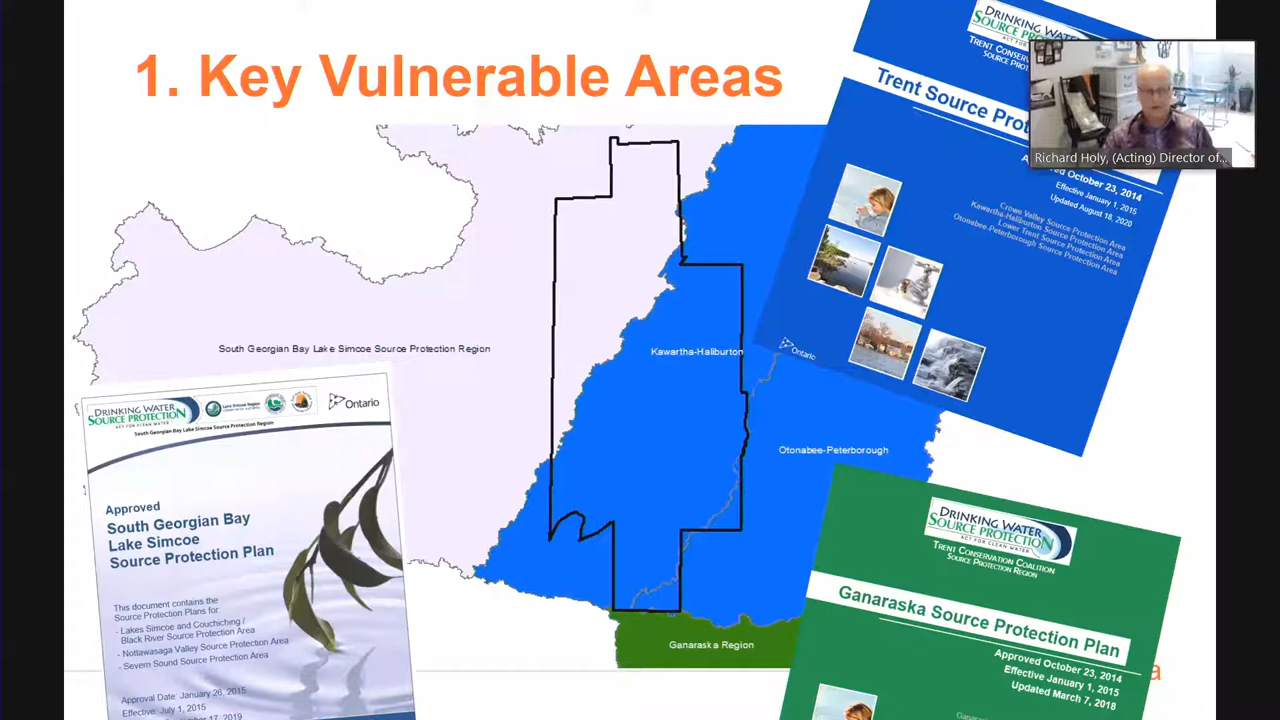 1. Key Vulnerable Areas
South Georgian Bay Lake Simcoe Source Protection Region
Kawartha-Haliburton
Otonabee-Peterborough
Ganaraska Region
DRINKING WATER
SOURCE PROTECTION
ACT FOR CLEAN WATER
Ontario
South Georgian Bay Lake Simcoe Source Protection Region
Approved
South Georgian Bay
Lake Simcoe
Source Protection Plan
This document contains the
Source Protection Plans for:
- Lakes Simcoe and Couchiching /
Black River Source Protection Area
- Nottawasaga Valley Source Protection Area
- Severn Sound Source Protection Area
Approval Date: January 26, 2015
Effective: July 1, 2015
17, 2019
DRINKING WATER
SOURCE
TRENT
Trent Source
October 23, 2014
Effective January 1, 2015
Updated August 18, 2020
Crowe Valley Source Protection Area
Kawartha-Haliburton Source Protection Area
Lower Trent Source Protection Area
Otonabee-Peterborough Source Protection Area
Ontario
Richard Holy, (Acting) Director of...
DRINKING WATER
SOURCE PROTECTION
ACT FOR CLEAN WATER
TRENT CONSERVATION COALITION
SOURCE PROTECTION REGION
Ganaraska Source Protection Plan
Approved October 23, 2014
Effective January 1, 2015
Updated March 7, 2018